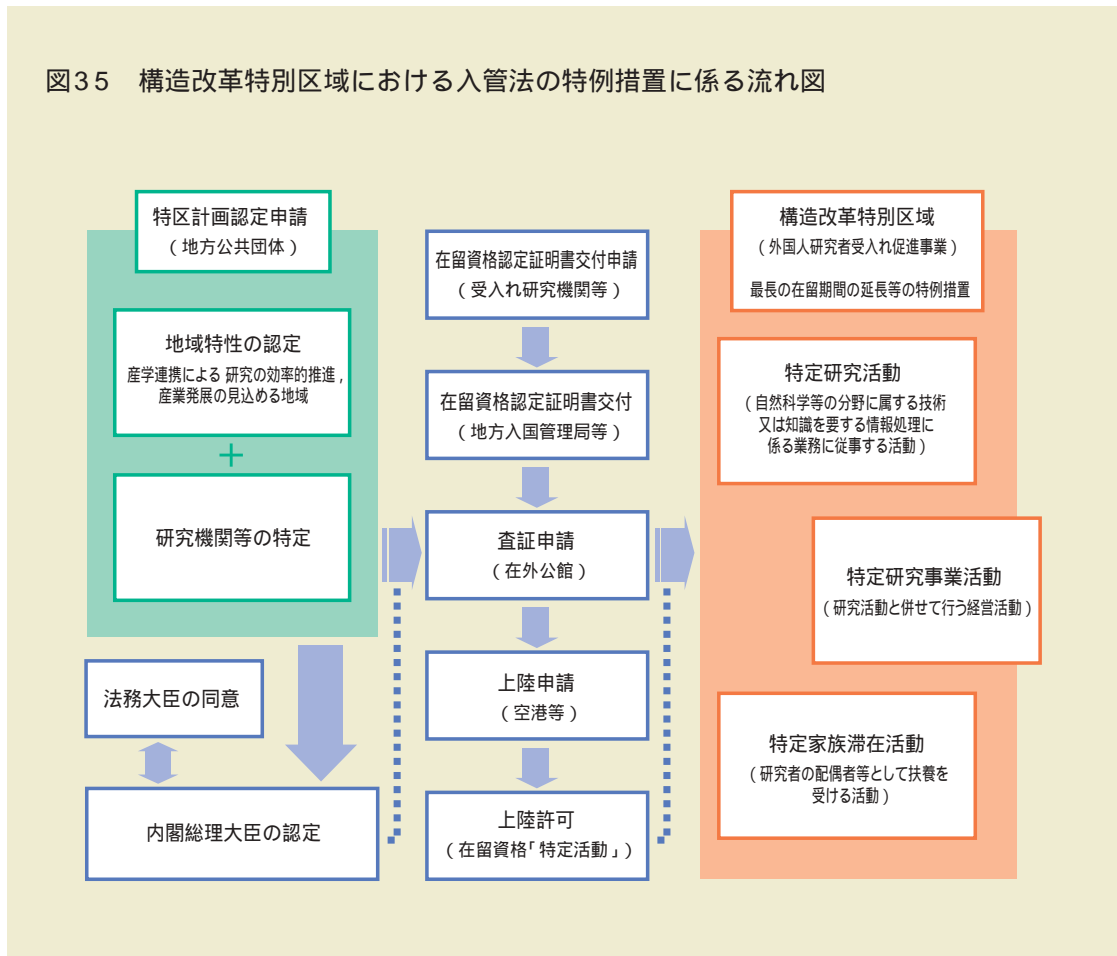 図35 構造改革特別区域における入管法の特例措置に係る流れ図
特区計画認定申請
（地方公共団体）
地域特性の認定
産学連携による 研究の効率的推進，
産業発展の見込める地域
＋
研究機関等の特定
法務大臣の同意
内閣総理大臣の認定
在留資格認定証明書交付申請
（受入れ研究機関等）
在留資格認定証明書交付
（地方入国管理局等）
査証申請
（在外公館）
上陸申請
（空港等）
上陸許可
（在留資格「特定活動」）
構造改革特別区域
（外国人研究者受入れ促進事業）
最長の在留期間の延長等の特例措置
特定研究活動
（自然科学等の分野に属する技術
又は知識を要する情報処理に
係る業務に従事する活動）
特定研究事業活動
（研究活動と併せて行う経営活動）
特定家族滞在活動
（研究者の配偶者等として扶養を
受ける活動）